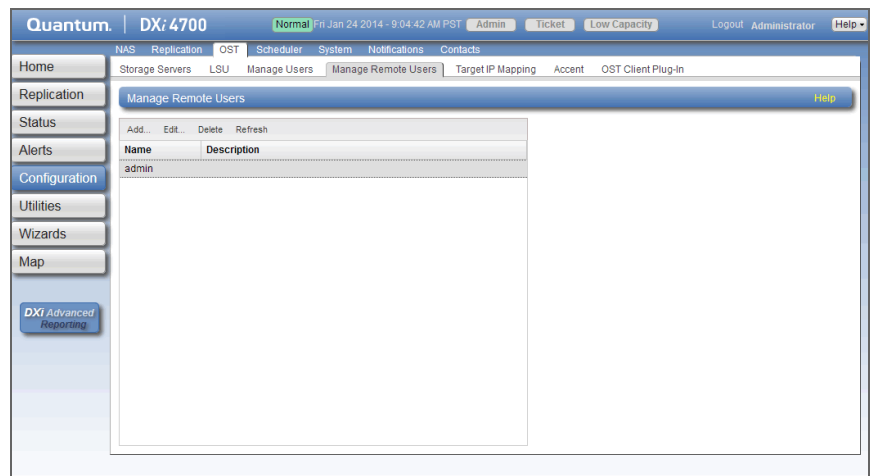 Quantum. DXi 4700 Normal Fri Jan 24 2014 - 9:04:42 AM PST Admin Ticket Low Capacity Logout Administrator Help
NAS Replication OST Scheduler System Notifications Contacts
Storage Servers LSU Manage Users Manage Remote Users Target IP Mapping Accent OST Client Plug-In
Home
Replication
Status
Alerts
Configuration
Utilities
Wizards
Map
DXi Advanced
Reporting
Manage Remote Users Help
Add... Edit... Delete Refresh
Name Description
admin